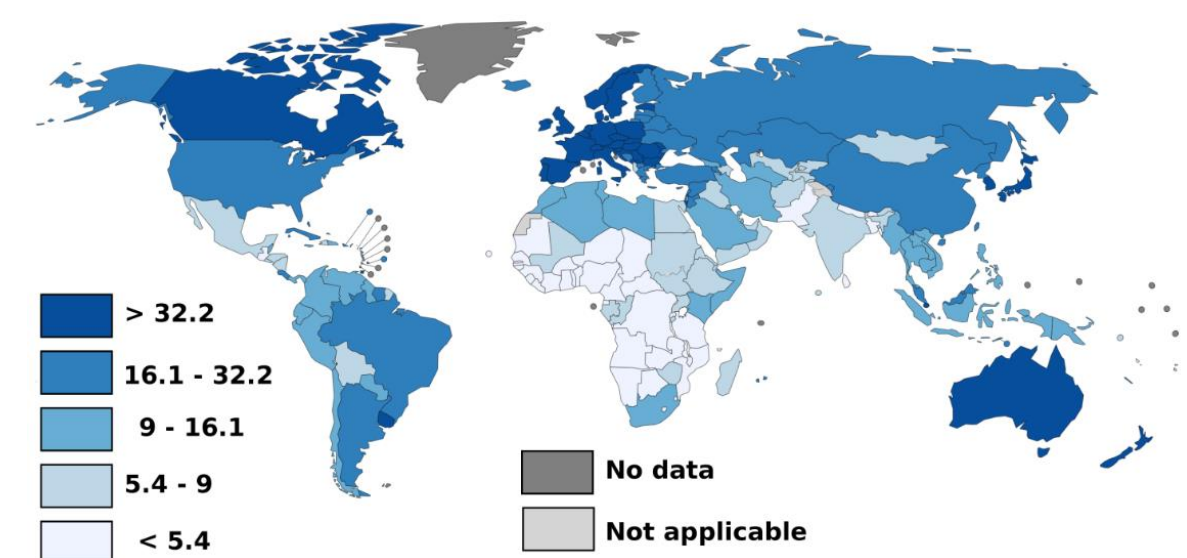 > 32.2
16.1 - 32.2
9 - 16.1
5.4 - 9
< 5.4
No data
Not applicable